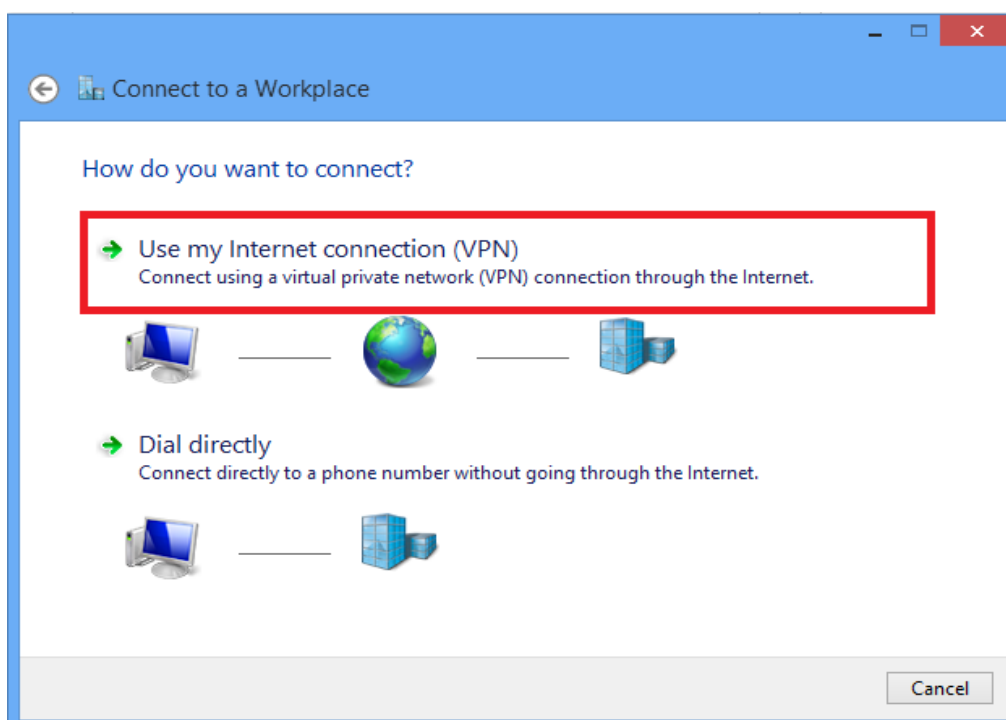 Connect to a Workplace
How do you want to connect?
Use my Internet connection (VPN)
Connect using a virtual private network (VPN) connection through the Internet.
Dial directly
Connect directly to a phone number without going through the Internet.
Cancel